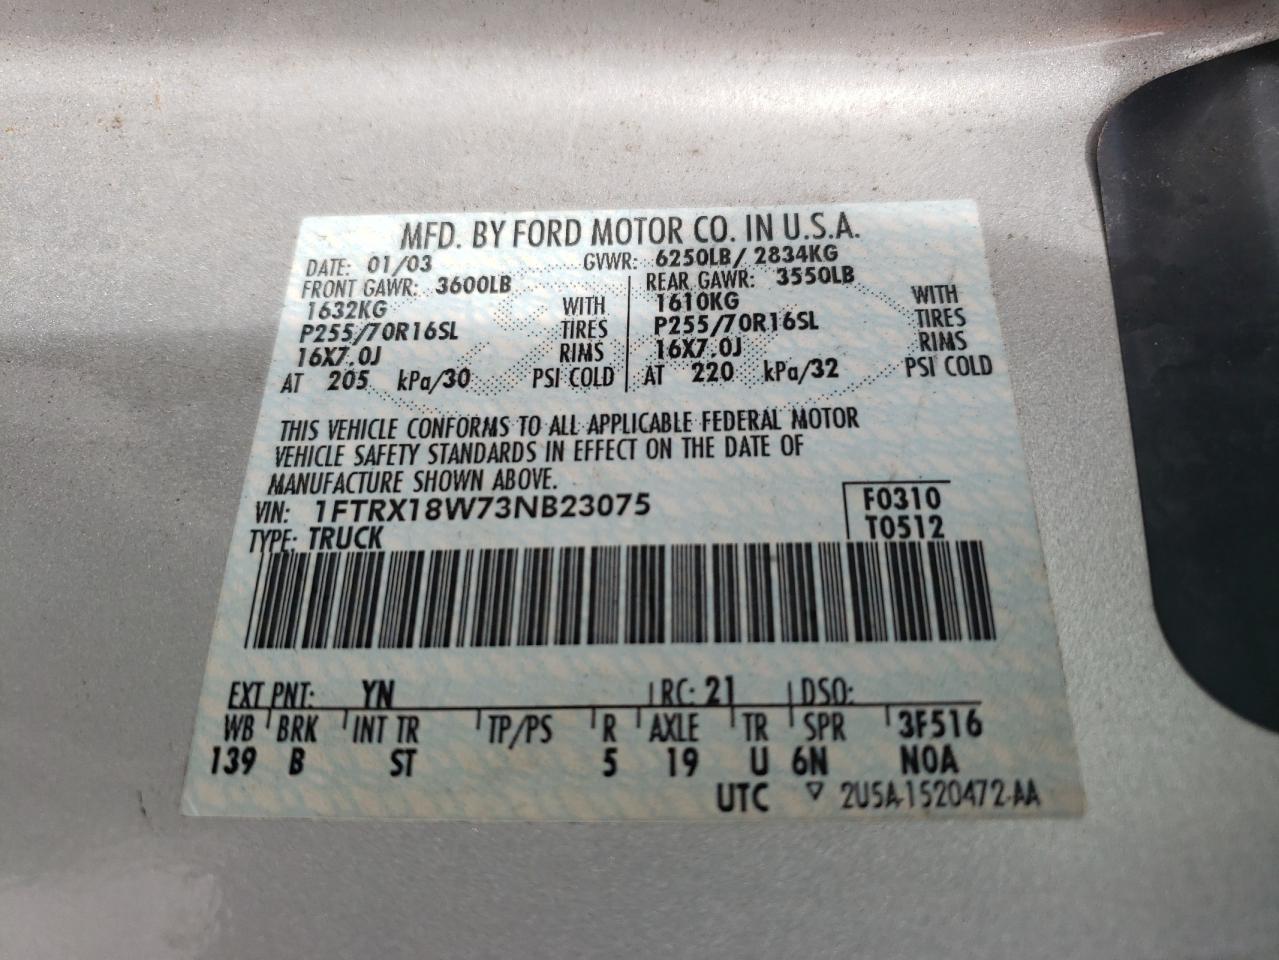 MFD. BY FORD MOTOR CO. IN U.S.A.
DATE: 01/03 GVWR: 6250LB/ 2834KG
FRONT GAWR: 3600LB REAR GAWR: 3550LB
1632KG WITH 1610KG WITH
P255/70R16SL TIRES P255/70R16SL TIRES
16X7.0J RIMS 16X7.0J RIMS
AT 205 kPa/30 PSI COLD AT 220 kPa/32 PSI COLD
THIS VEHICLE CONFORMS TO ALL APPLICABLE FEDERAL MOTOR
VEHICLE SAFETY STANDARDS IN EFFECT ON THE DATE OF
MANUFACTURE SHOWN ABOVE.
VIN: 1FTRX18W73NB23075 F0310
TYPE: TRUCK T0512
EXT PNT: YN RC: 21 DSO:
WB BRK INT TR TP/PS R AXLE TR SPR 3F516
139 B ST 5 19 U 6N NOA
UTC ▽ 2U5A-1520472-AA